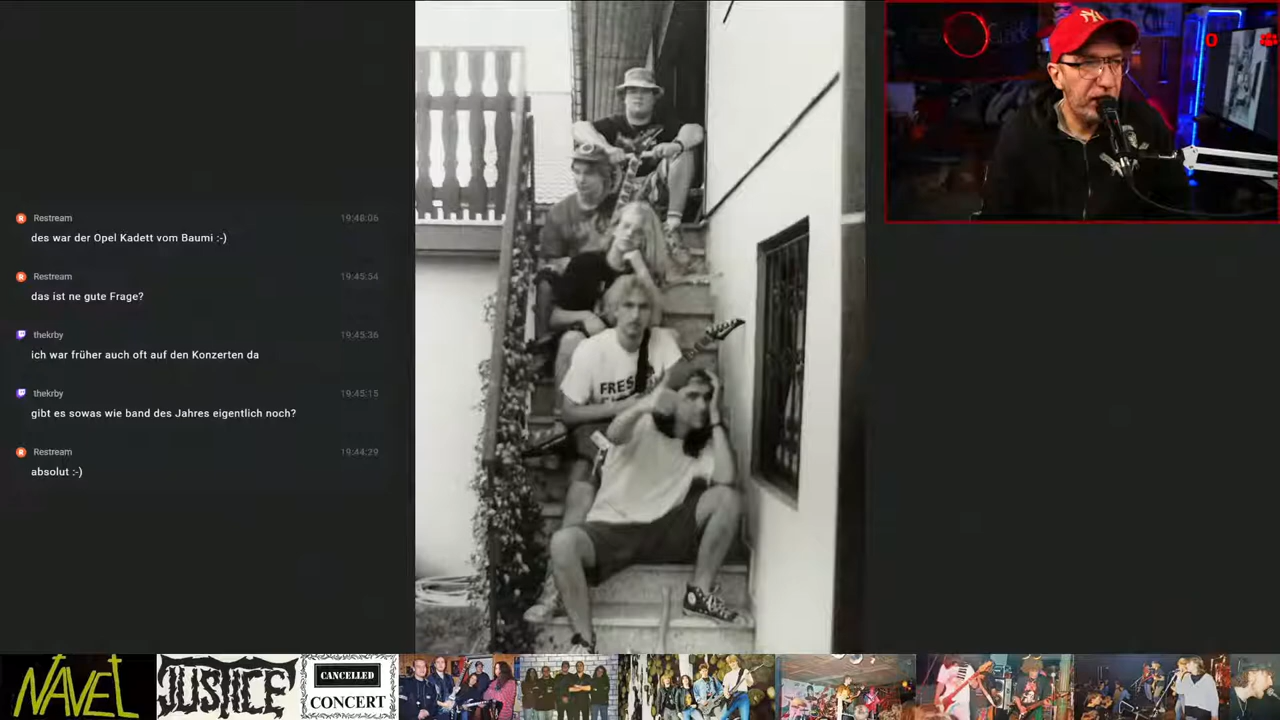 Restream 19:48:06
des war der Opel Kadett vom Baumi :-)
Restream 19:45:54
das ist ne gute Frage?
thekrby 19:45:36
ich war früher auch oft auf den Konzerten da
thekrby 19:45:15
gibt es sowas wie band des Jahres eigentlich noch?
Restream 19:44:29
absolut :-)
0
FRES
NAVEL
JUSTICE
CANCELLED
CONCERT